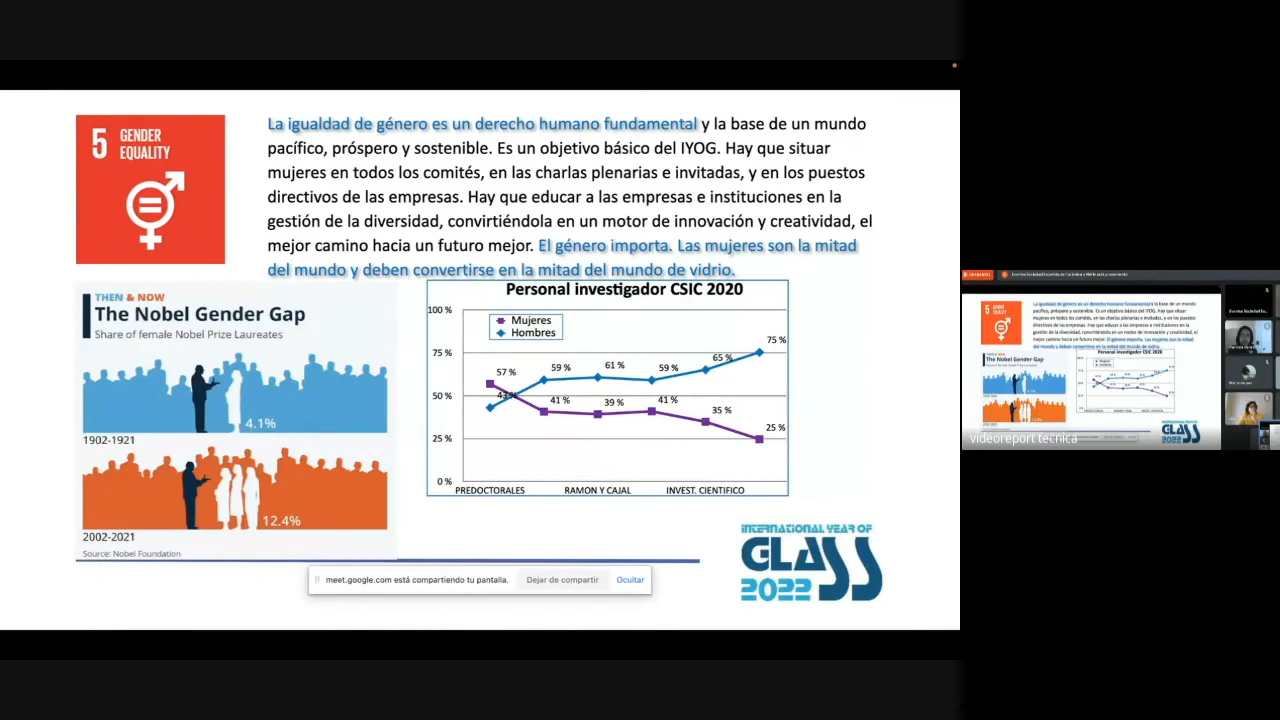 5 GENDER
EQUALITY
La igualdad de género es un derecho humano fundamental y la base de un mundo
pacífico, próspero y sostenible. Es un objetivo básico del IYOG. Hay que situar
mujeres en todos los comités, en las charlas plenarias e invitadas, y en los puestos
directivos de las empresas. Hay que educar a las empresas e instituciones en la
gestión de la diversidad, convirtiéndola en un motor de innovación y creatividad, el
mejor camino hacia un futuro mejor. El género importa. Las mujeres son la mitad
del mundo y deben convertirse en la mitad del mundo de vidrio.
THEN & NOW
The Nobel Gender Gap
Share of female Nobel Prize Laureates
4.1%
1902-1921
12.4%
2002-2021
Source: Nobel Foundation
Personal investigador CSIC 2020
100 %
75 %
50 %
25 %
0 %
Mujeres
Hombres
57 %
43 %
59 %
41 %
61 %
39 %
59 %
41 %
65 %
35 %
75 %
25 %
PREDOCTORALES RAMON Y CAJAL INVEST. CIENTIFICO
INTERNATIONAL YEAR OF
GLASS
2022
meet.google.com está compartiendo tu pantalla. Dejar de compartir Ocultar
videoreport tecnica